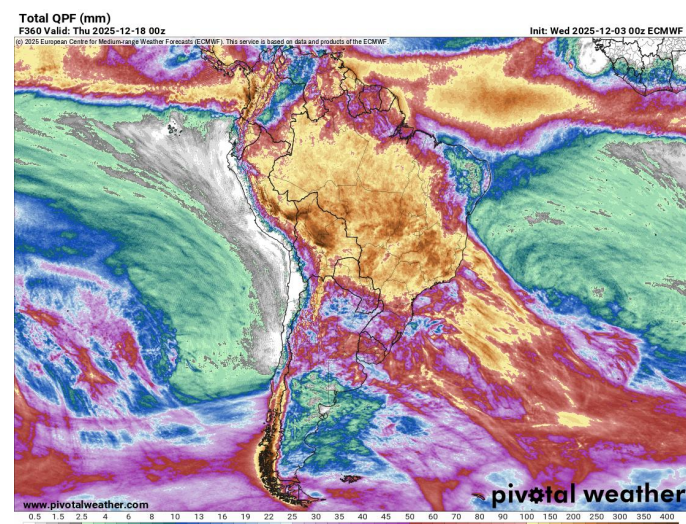 Total QPF (mm)
F360 Valid: Thu 2025-12-18 00z
Init: Wed 2025-12-03 00z ECMWF
(c) 2025 European Centre for Medium-range Weather Forecasts (ECMWF). This service is based on data and products of the ECMWF
www.pivotalweather.com
pivotal weather
0.5 1.5 2.5 4 6 8 10 13 16 19 22 25 30 35 40 45 50 60 70 80 90 120 160 200 250 300 350 400